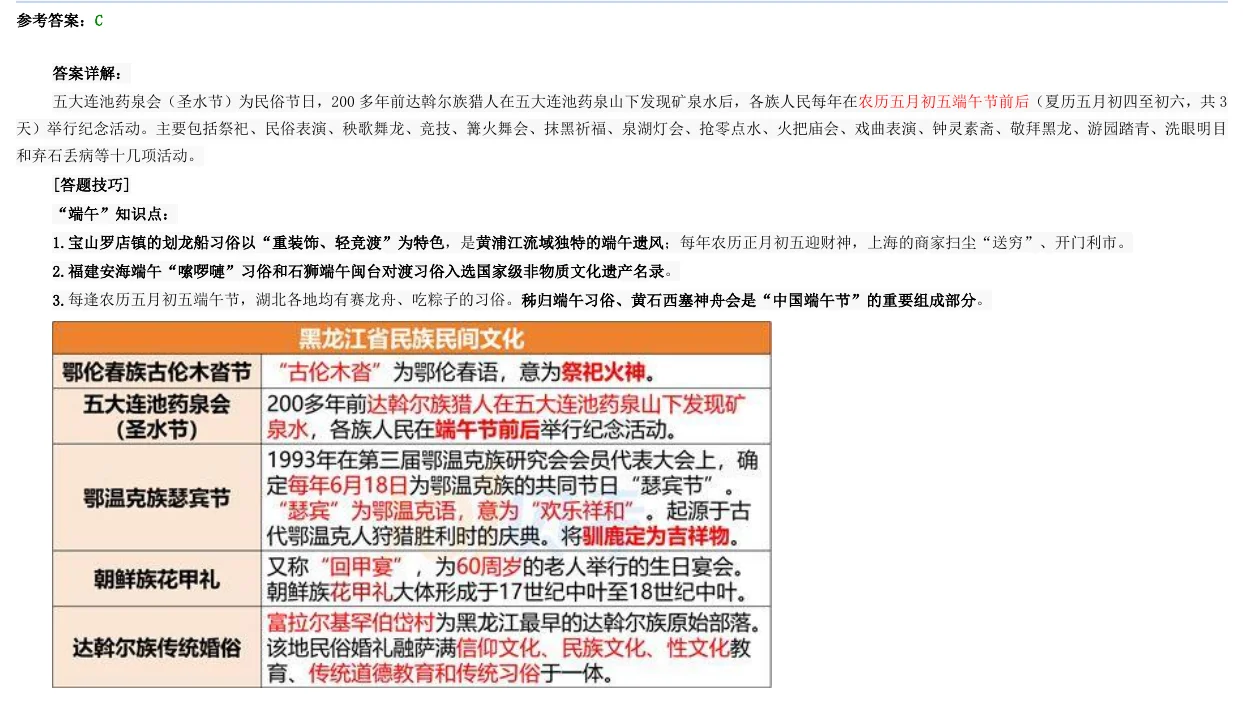 参考答案：C
答案详解：
五大连池药泉会（圣水节）为民俗节日，200 多年前达斡尔族猎人在五大连池药泉山下发现矿泉水后，各族人民每年在农历五月初五端午节前后（夏历五月初四至初六，共 3
天）举行纪念活动。主要包括祭祀、民俗表演、秧歌舞龙、竞技、篝火舞会、抹黑祈福、泉湖灯会、抢零点水、火把庙会、戏曲表演、钟灵素斋、敬拜黑龙、游园踏青、洗眼明目
和弃石丢病等十几项活动。
[答题技巧]
“端午”知识点：
1. 宝山罗店镇的划龙船习俗以“重装饰、轻竞渡”为特色，是黄浦江流域独特的端午遗风；每年农历正月初五迎财神，上海的商家扫尘“送穷”、开门利市。
2. 福建安海端午“嗦啰嗹”习俗和石狮端午闽台对渡习俗入选国家级非物质文化遗产名录。
3. 每逢农历五月初五端午节，湖北各地均有赛龙舟、吃粽子的习俗。秭归端午习俗、黄石西塞神舟会是“中国端午节”的重要组成部分。
黑龙江省民族民间文化
鄂伦春族古伦木沓节
“古伦木沓”为鄂伦春语，意为祭祀火神。
五大连池药泉会
（圣水节）
200多年前达斡尔族猎人在五大连池药泉山下发现矿
泉水，各族人民在端午节前后举行纪念活动。
鄂温克族瑟宾节
1993年在第三届鄂温克族研究会会员代表大会上，确
定每年6月18日为鄂温克族的共同节日“瑟宾节”。
“瑟宾”为鄂温克语，意为“欢乐祥和”。起源于古
代鄂温克人狩猎胜利时的庆典。将驯鹿定为吉祥物。
朝鲜族花甲礼
又称“回甲宴”，为60周岁的老人举行的生日宴会。
朝鲜族花甲礼大体形成于17世纪中叶至18世纪中叶。
达斡尔族传统婚俗
富拉尔基罕伯岱村为黑龙江最早的达斡尔族原始部落。
该地民俗婚礼融萨满信仰文化、民族文化、性文化教
育、传统道德教育和传统习俗于一体。